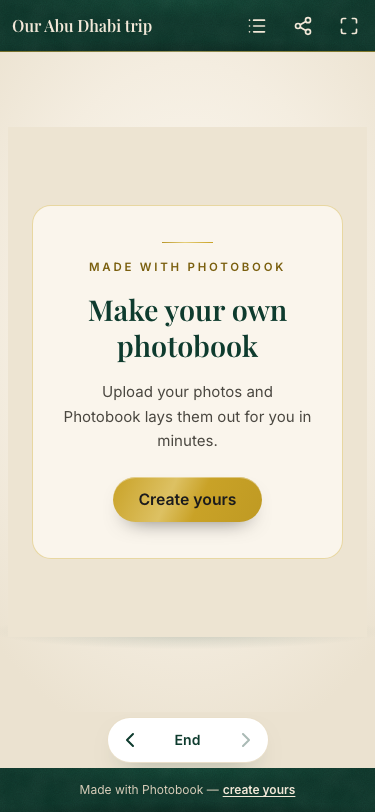 Our Abu Dhabi trip
MADE WITH PHOTOBOOK
Make your own
photobook
Upload your photos and
Photobook lays them out for you in
minutes.
Create yours
End
Made with Photobook — create yours